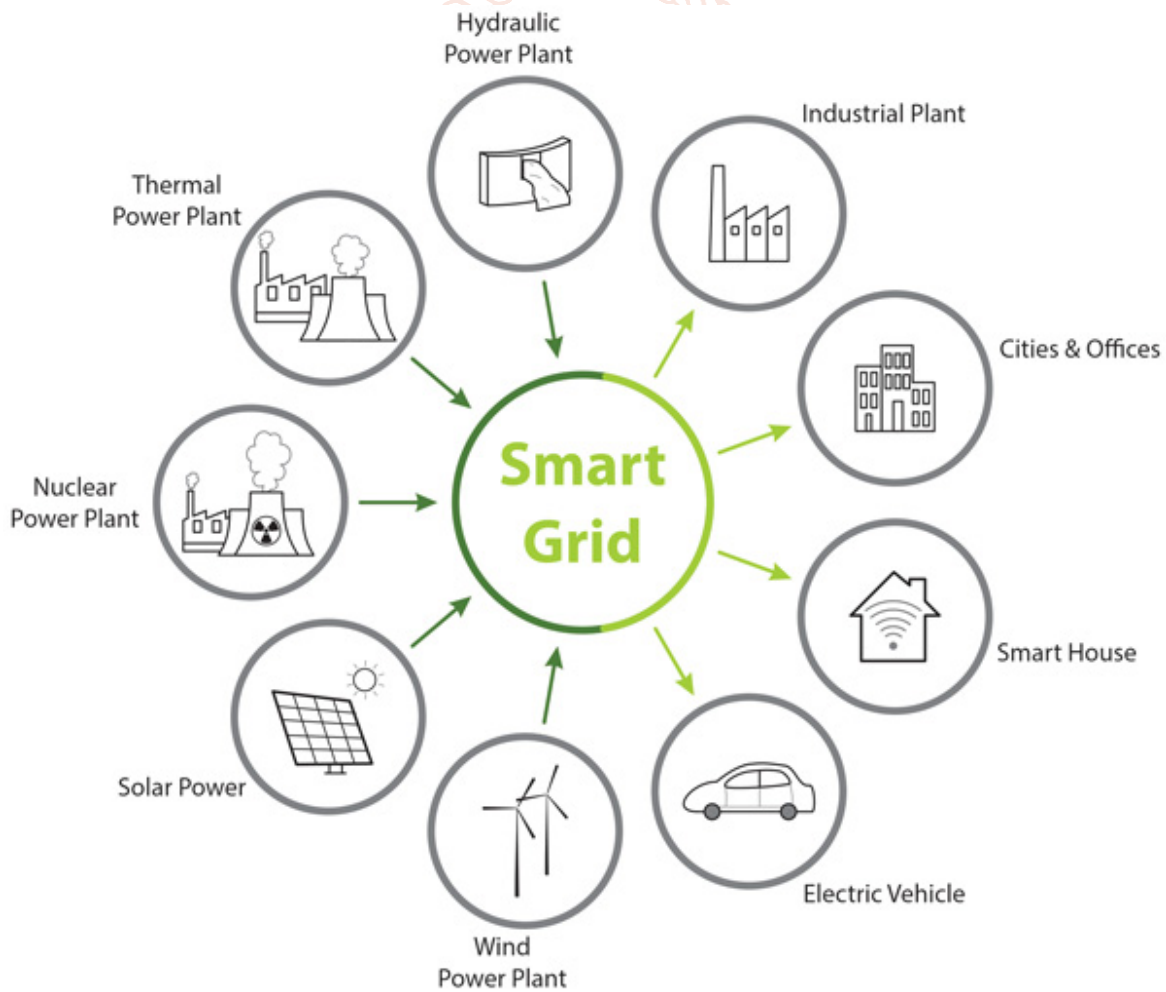 Hydraulic
Power Plant
Industrial Plant
Thermal
Power Plant
Cities & Offices
Smart
Grid
Nuclear
Power Plant
Smart House
Solar Power
Electric Vehicle
Wind
Power Plant